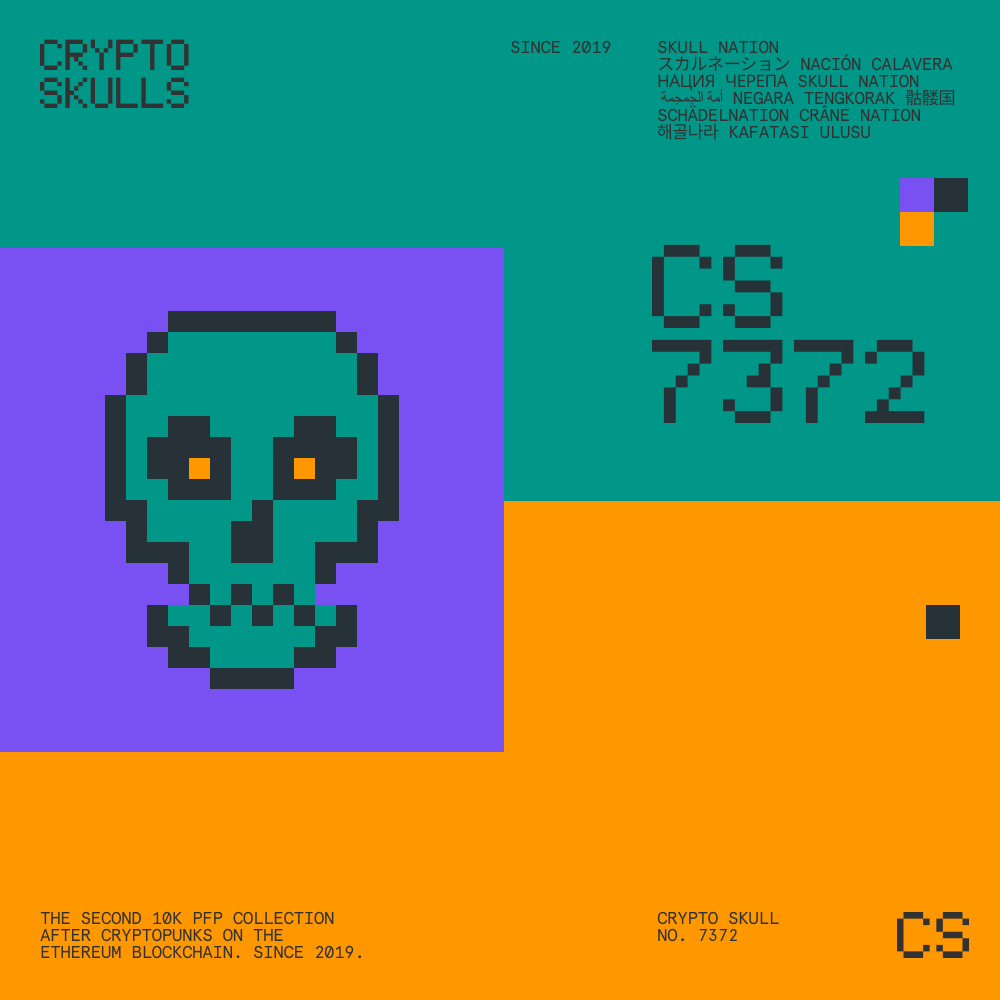 CRYPTO
SKULLS
SINCE 2019
SKULL NATION
スカルネーション NACIÓN CALAVERA
НАЦИЯ ЧЕРЕПА SKULL NATION
أمة الجمجمة NEGARA TENGKORAK 骷髅国
SCHÄDELNATION CRÂNE NATION
해골나라 KAFATASI ULUSU
CS
7372
THE SECOND 10K PFP COLLECTION
AFTER CRYPTOPUNKS ON THE
ETHEREUM BLOCKCHAIN. SINCE 2019.
CRYPTO SKULL
NO. 7372
CS